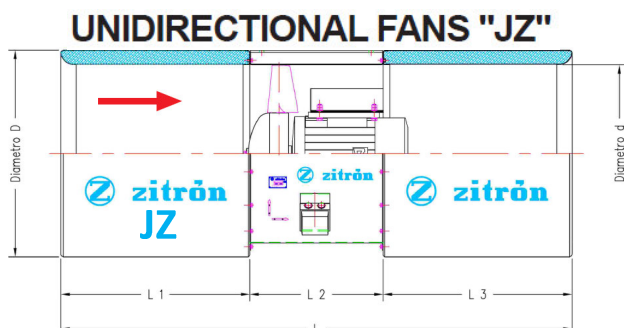 UNIDIRECTIONAL FANS "JZ"
Diametro D
Diametro d
Z zitrón
Z zitrón
Z zitrón
JZ
L 1
L 2
L 3